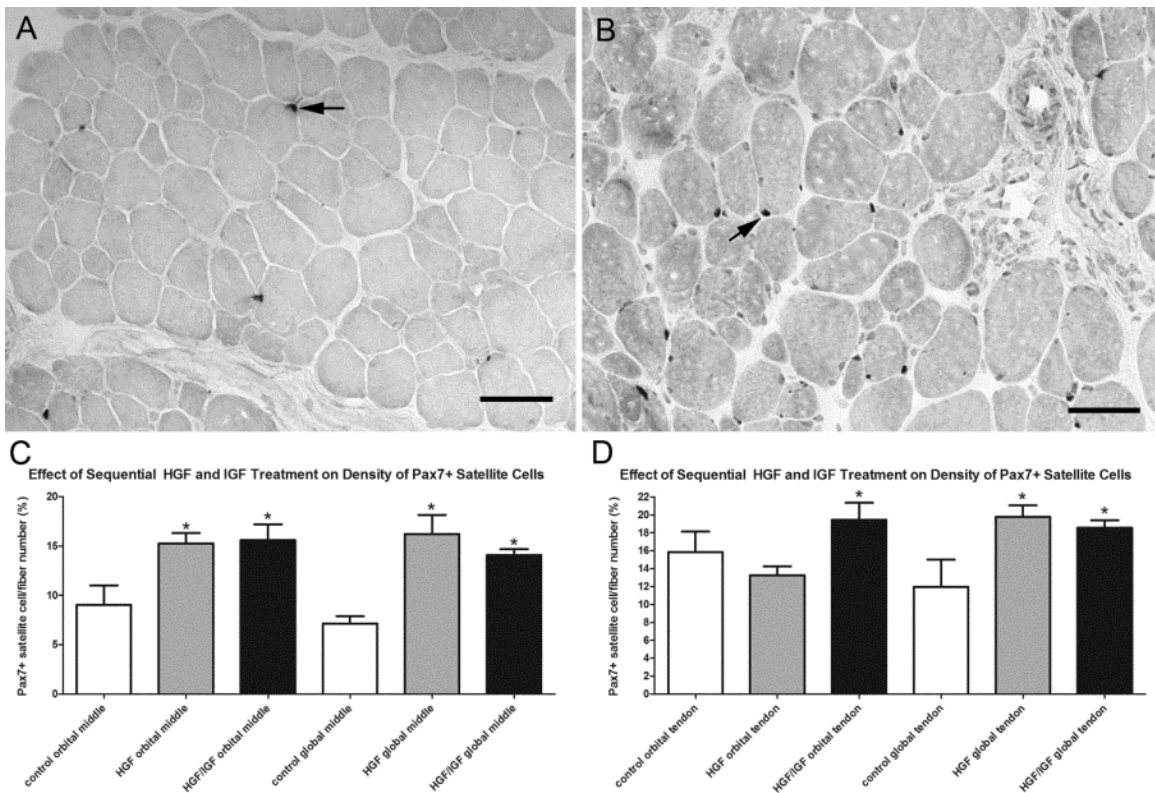 A
B
C
Effect of Sequential HGF and IGF Treatment on Density of Pax7+ Satellite Cells
Pax7+ satellite cell/fiber number (%)
20
15
10
5
0
*
*
*
*
control orbital middle
HGF orbital middle
HGF/IGF orbital middle
control global middle
HGF global middle
HGF/IGF global middle
D
Effect of Sequential HGF and IGF Treatment on Density of Pax7+ Satellite Cells
Pax7+ satellite cell/fiber number (%)
22
20
18
16
14
12
10
8
6
4
2
0
*
*
*
control orbital tendon
HGF orbital tendon
HGF/IGF orbital tendon
control global tendon
HGF global tendon
HGF/IGF global tendon